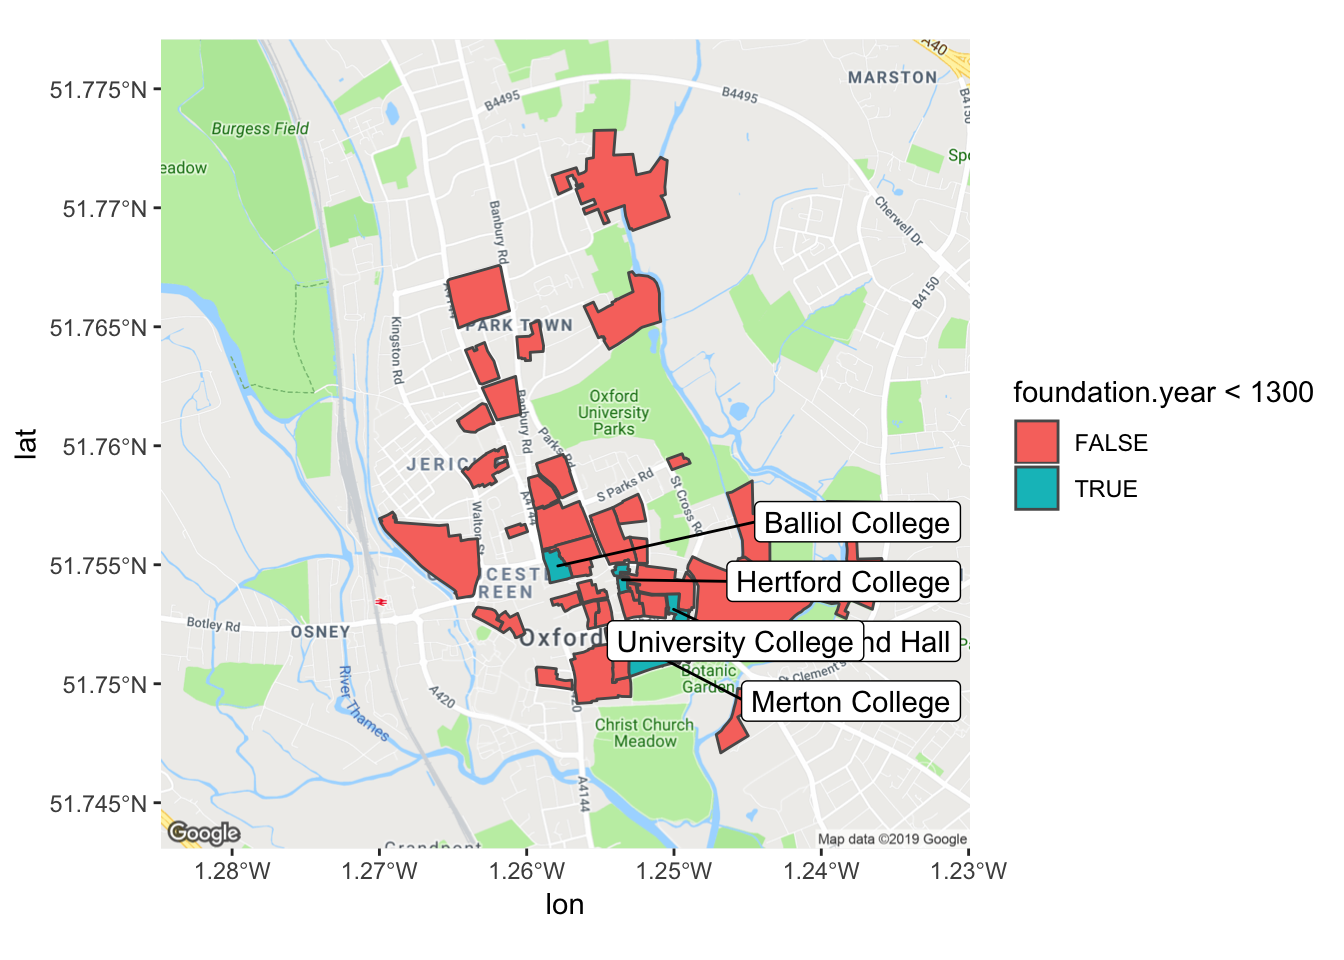 A40
MARSTON
B4495
B4495
Burgess Field
eadow
Spo
Cherwell Dr
Banbury Rd
B4150
PARK TOWN
Kingston Rd
Oxford
University
Parks
Banbury Rd
Parks Rd
JERIC
S Parks Rd
St Cross Rd
A4144
Walton St
Balliol College
Hertford College
REEN
Botley Rd
OSNEY
Oxford
University College
nd Hall
Botanic
Garden
St Clement's
Merton College
River Thames
A420
Christ Church
Meadow
A4144
Google
Map data ©2019 Google
51.775°N
51.77°N
51.765°N
51.76°N
51.755°N
51.75°N
51.745°N
lat
1.28°W
1.27°W
1.26°W
1.25°W
1.24°W
1.23°W
lon
foundation.year < 1300
FALSE
TRUE